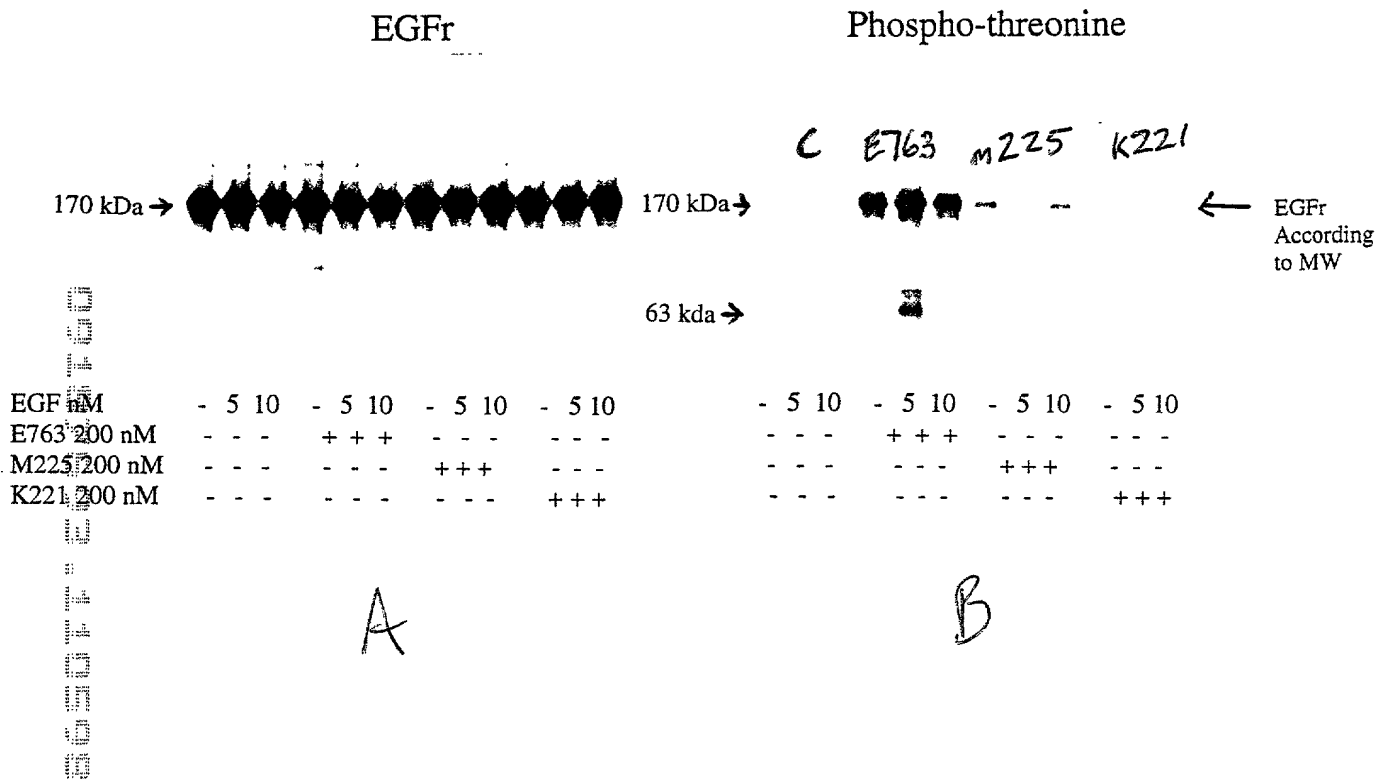 EGFr
Phospho-threonine
C E763 m225 K221
170 kDa→
170 kDa→
← EGFr
According
to MW
63 kda→
EGF nM - 5 10 - 5 10 - 5 10 - 5 10 - 5 10 - 5 10 - 5 10 - 5 10
E763 200 nM - - - + + + - - - - - - - - - + + + - - - - - -
M225 200 nM - - - - - - + + + - - - - - - - - - + + + - - -
K221 200 nM - - - - - - - - - + + + - - - - - - - - - + + +
A
B